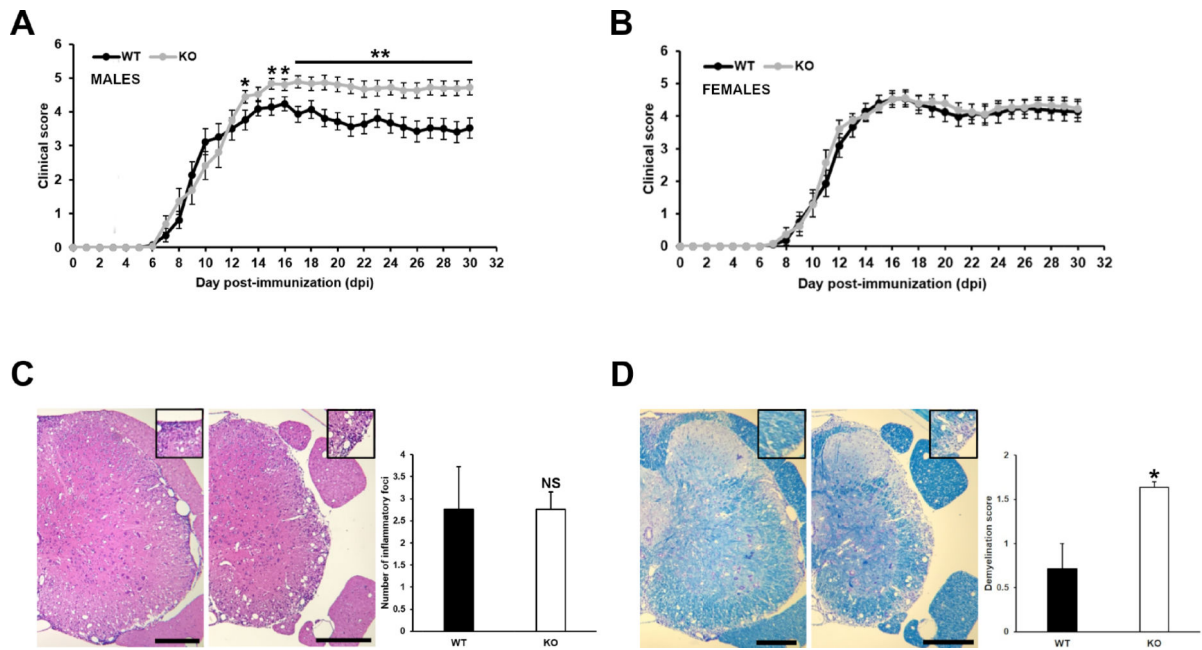 A
6
5
4
3
2
1
0
WT KO
MALES
* ** **
Clinical score
0 2 4 6 8 10 12 14 16 18 20 22 24 26 28 30 32
Day post-immunization (dpi)
B
6
5
4
3
2
1
0
WT KO
FEMALES
Clinical score
0 2 4 6 8 10 12 14 16 18 20 22 24 26 28 30 32
Day post-immunization (dpi)
C
Number of inflammatory foci
4
3.5
3
2.5
2
1.5
1
0.5
0
NS
WT KO
D
Demyelination score
2
1.5
1
0.5
0
*
WT KO